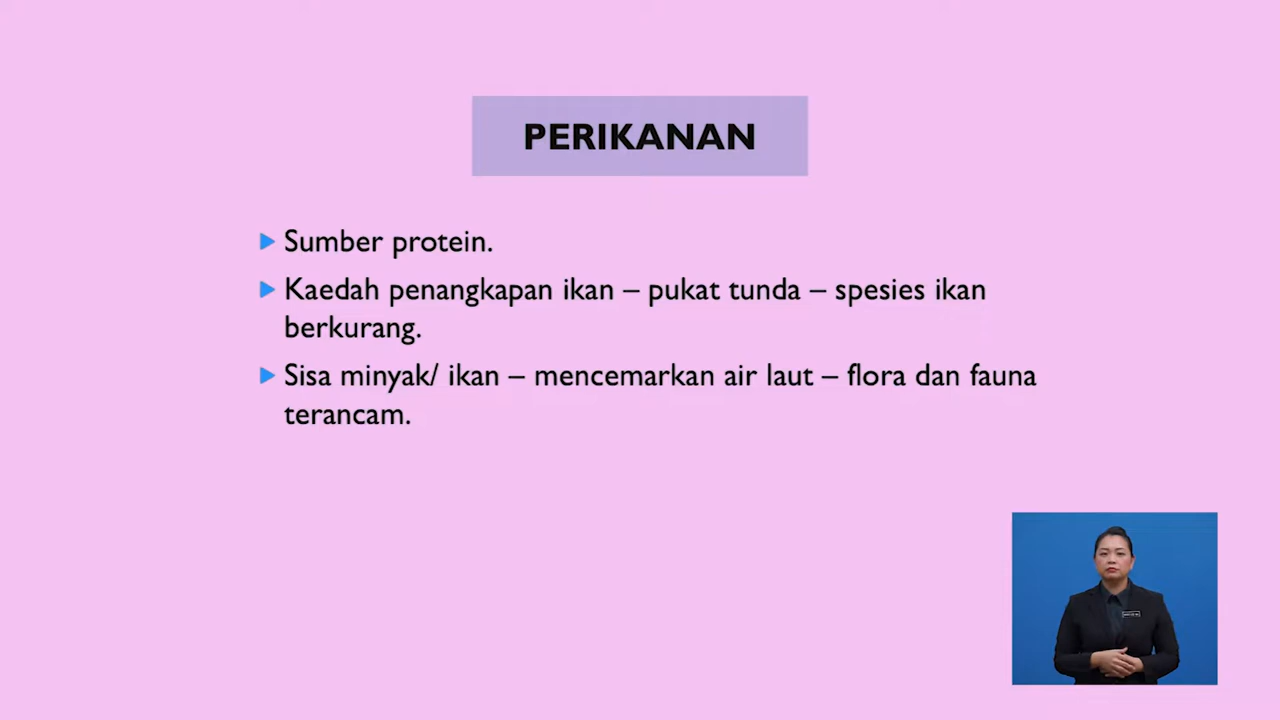 PERIKANAN
Sumber protein.
Kaedah penangkapan ikan – pukat tunda – spesies ikan
berkurang.
Sisa minyak/ ikan – mencemarkan air laut – flora dan fauna
terancam.